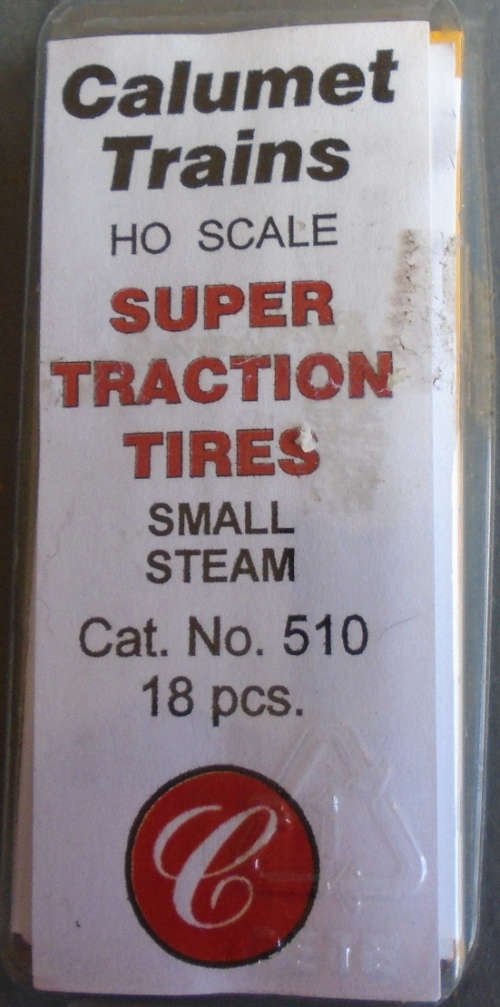 Calumet
Trains
HO SCALE
SUPER
TRACTION
TIRES
SMALL
STEAM
Cat. No. 510
18 pcs.
C